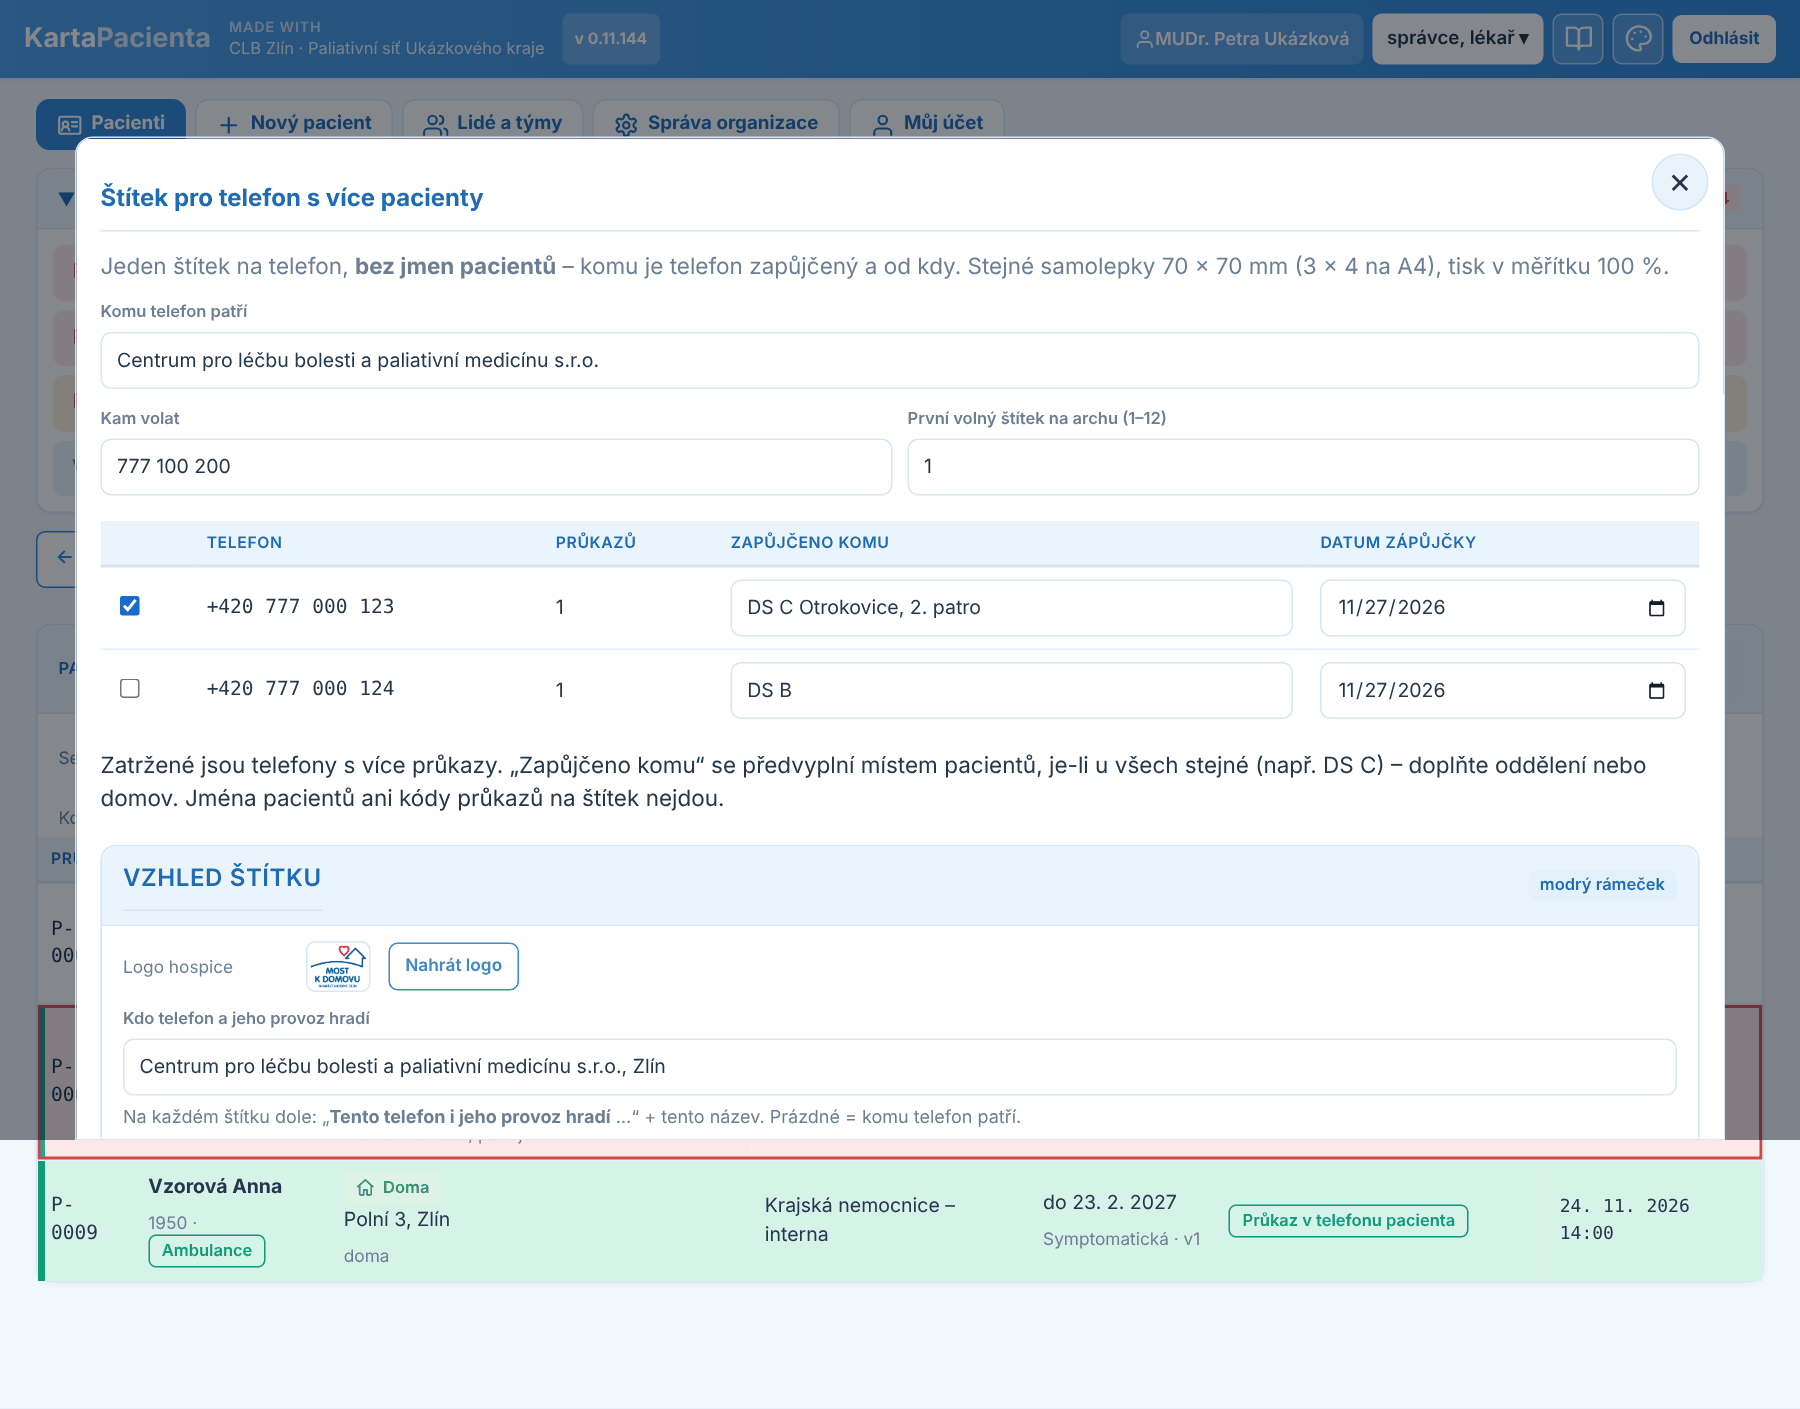 KartaPacienta
MADE WITH
CLB Zlín · Paliativní síť Ukázkového kraje
v 0.11.144
MUDr. Petra Ukázková
správce, lékař ▾
Odhlásit
Pacienti
Nový pacient
Lidé a týmy
Správa organizace
Můj účet
Štítek pro telefon s více pacienty
Jeden štítek na telefon, bez jmen pacientů – komu je telefon zapůjčený a od kdy. Stejné samolepky 70 × 70 mm (3 × 4 na A4), tisk v měřítku 100 %.
Komu telefon patří
Centrum pro léčbu bolesti a paliativní medicínu s.r.o.
Kam volat
První volný štítek na archu (1–12)
777 100 200
1
TELEFON PRŮKAZŮ ZAPŮJČENO KOMU DATUM ZÁPŮJČKY
+420 777 000 123 1 DS C Otrokovice, 2. patro 11/27/2026
+420 777 000 124 1 DS B 11/27/2026
Zatržené jsou telefony s více průkazy. „Zapůjčeno komu“ se předvyplní místem pacientů, je-li u všech stejné (např. DS C) – doplňte oddělení nebo
domov. Jména pacientů ani kódy průkazů na štítek nejdou.
VZHLED ŠTÍTKU
modrý rámeček
Logo hospice
MOST
K DOMOVU
Nahrát logo
Kdo telefon a jeho provoz hradí
Centrum pro léčbu bolesti a paliativní medicínu s.r.o., Zlín
Na každém štítku dole: „Tento telefon i jeho provoz hradí …“ + tento název. Prázdné = komu telefon patří.
P-
0009
Vzorová Anna
1950 ·
Ambulance
Doma
Polní 3, Zlín
doma
Krajská nemocnice –
interna
do 23. 2. 2027
Symptomatická · v1
Průkaz v telefonu pacienta
24. 11. 2026
14:00